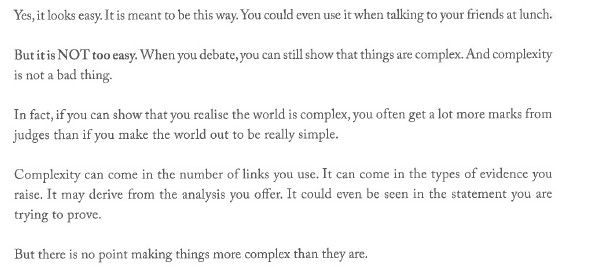 Yes, it looks easy. It is meant to be this way. You could even use it when talking to your friends at lunch.
But it is NOT too easy. When you debate, you can still show that things are complex. And complexity
is not a bad thing.
In fact, if you can show that you realise the world is complex, you often get a lot more marks from
judges than if you make the world out to be really simple.
Complexity can come in the number of links you use. It can come in the types of evidence you
raise. It may derive from the analysis you offer. It could even be seen in the statement you are
trying to prove.
But there is no point making things more complex than they are.